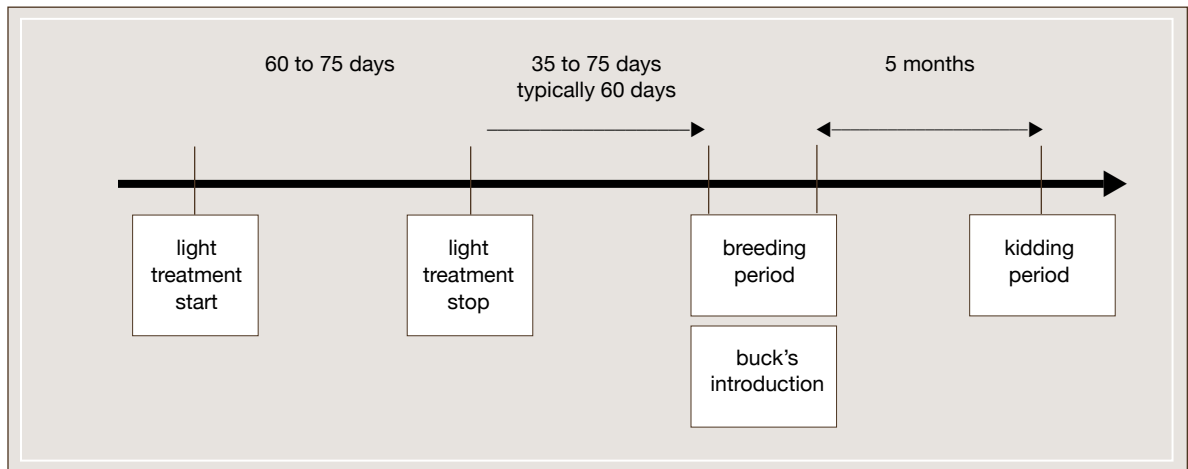 60 to 75 days
35 to 75 days
typically 60 days
5 months
light
treatment
start
light
treatment
stop
breeding
period
buck’s
introduction
kidding
period